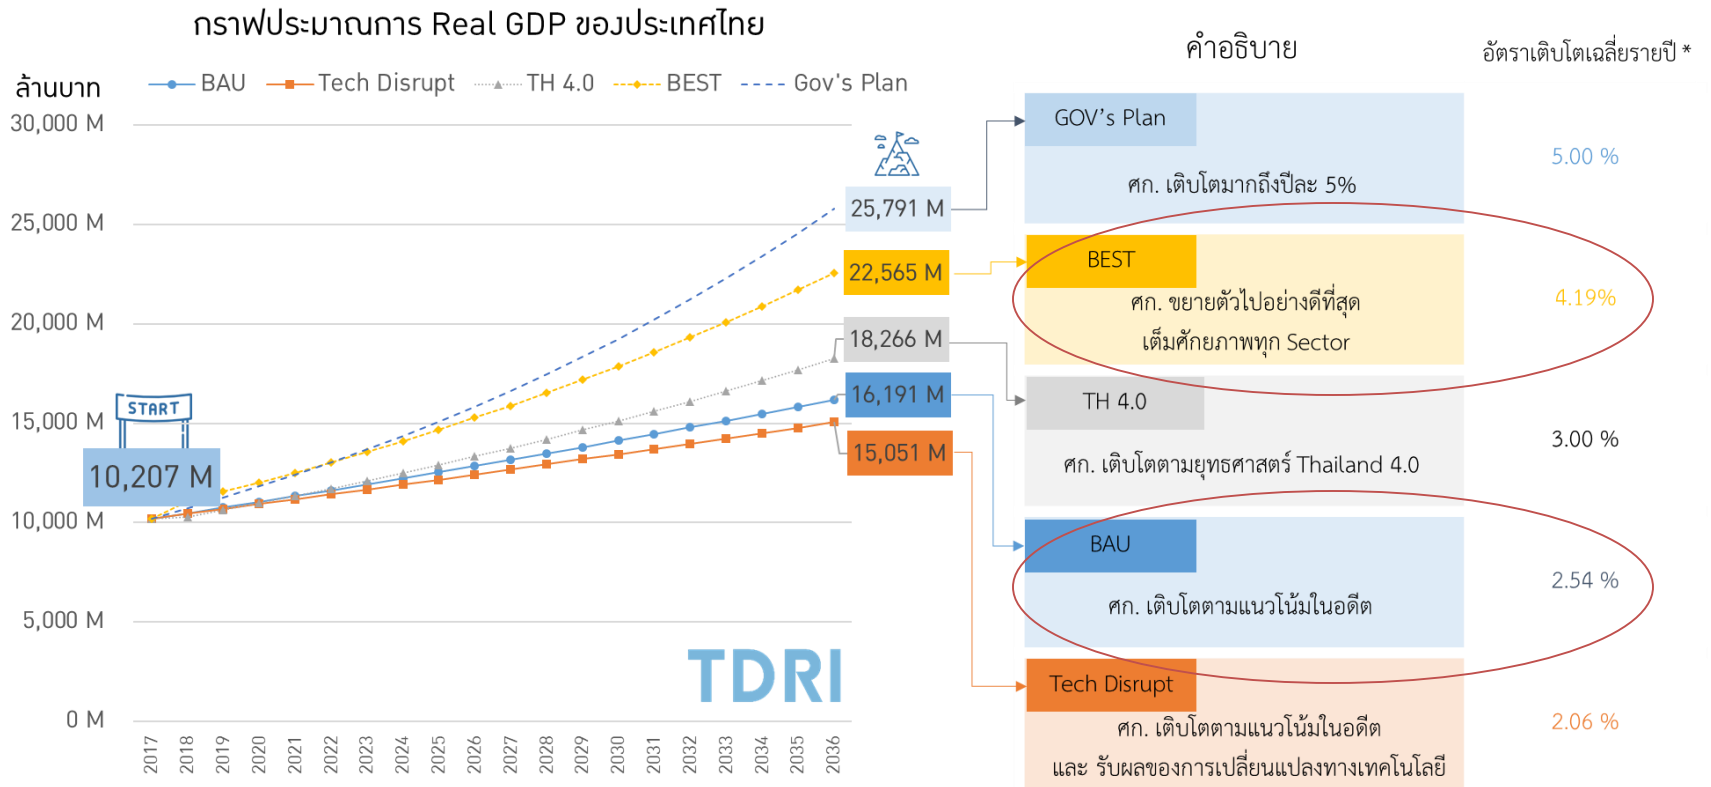 กราฟประมาณการ Real GDP ของประเทศไทย
ล้านบาท
BAU
Tech Disrupt
TH 4.0
BEST
Gov's Plan
30,000 M
25,000 M
20,000 M
15,000 M
10,000 M
5,000 M
0 M
START
10,207 M
25,791 M
22,565 M
18,266 M
16,191 M
15,051 M
TDRI
2017
2018
2019
2020
2021
2022
2023
2024
2025
2026
2027
2028
2029
2030
2031
2032
2033
2034
2035
2036
คำอธิบาย
อัตราเติบโตเฉลี่ยรายปี *
GOV's Plan
ศก. เติบโตมากถึงปีละ 5%
5.00 %
BEST
ศก. ขยายตัวไปอย่างดีที่สุด
เต็มศักยภาพทุก Sector
4.19%
TH 4.0
ศก. เติบโตตามยุทธศาสตร์ Thailand 4.0
3.00 %
BAU
ศก. เติบโตตามแนวโน้มในอดีต
2.54 %
Tech Disrupt
ศก. เติบโตตามแนวโน้มในอดีต
และ รับผลของการเปลี่ยนแปลงทางเทคโนโลยี
2.06 %